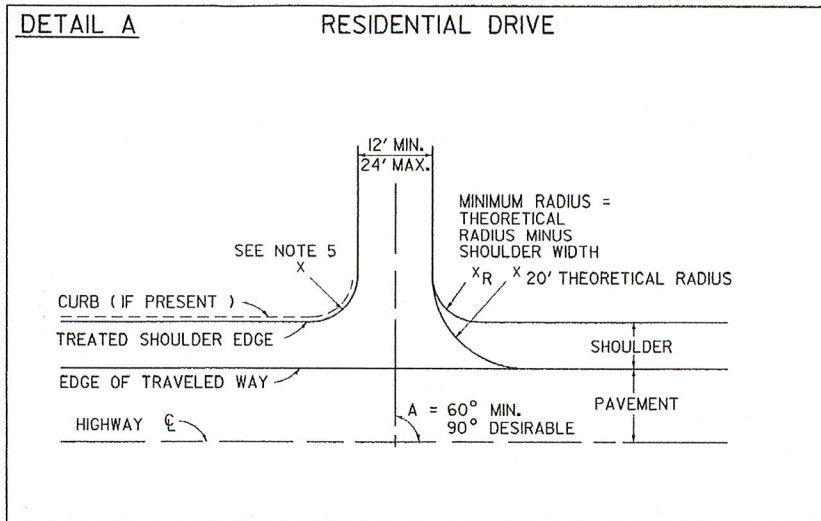 DETAIL A
RESIDENTIAL DRIVE
12' MIN.
24' MAX.
MINIMUM RADIUS =
THEORETICAL
RADIUS MINUS
SHOULDER WIDTH
SEE NOTE 5
X
X R
X 20' THEORETICAL RADIUS
CURB ( IF PRESENT )
TREATED SHOULDER EDGE
SHOULDER
EDGE OF TRAVELED WAY
PAVEMENT
A = 60° MIN.
90° DESIRABLE
HIGHWAY ℄